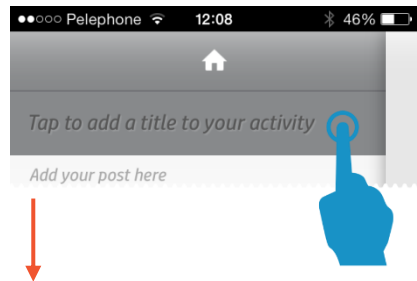 Pelephone 12:08 46%
Tap to add a title to your activity
Add your post here